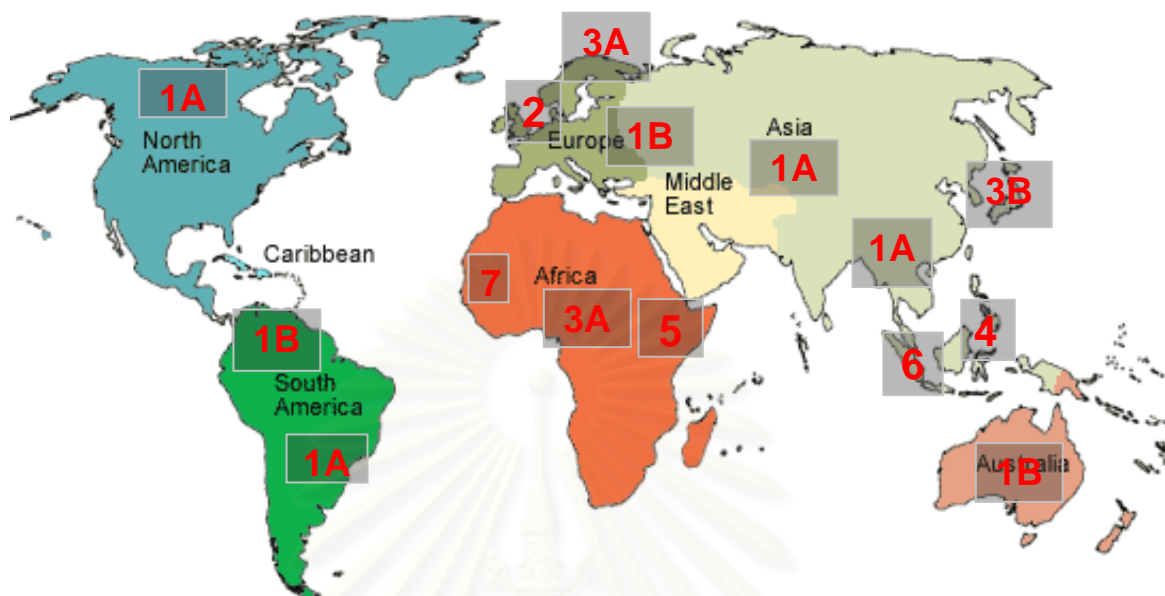 3A
1A
2
North
America
Europe
1B
Asia
1A
Middle
East
3B
Caribbean
1A
7
Africa
3A
5
4
1B
6
South
America
1A
Australia
1B